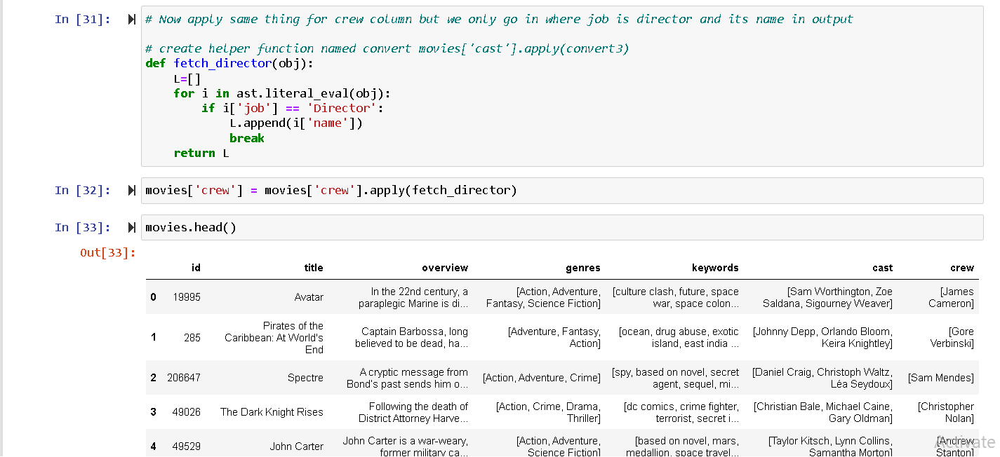 In [31]:
# Now apply same thing for crew column but we only go in where job is director and its name in output
# create helper function named convert movies['cast'].apply(convert3)
def fetch_director(obj):
    L=[]
    for i in ast.literal_eval(obj):
        if i['job'] == 'Director':
            L.append(i['name'])
            break
    return L
In [32]:
movies['crew'] = movies['crew'].apply(fetch_director)
In [33]:
movies.head()
Out[33]:
id title overview genres keywords cast crew
0 19995 Avatar In the 22nd century, a paraplegic Marine is di... [Action, Adventure, Fantasy, Science Fiction] [culture clash, future, space war, space colon... [Sam Worthington, Zoe Saldana, Sigourney Weaver] [James Cameron]
1 285 Pirates of the Caribbean: At World's End Captain Barbossa, long believed to be dead, ha... [Adventure, Fantasy, Action] [ocean, drug abuse, exotic island, east india ... [Johnny Depp, Orlando Bloom, Keira Knightley] [Gore Verbinski]
2 206647 Spectre A cryptic message from Bond's past sends him o... [Action, Adventure, Crime] [spy, based on novel, secret agent, sequel, mi... [Daniel Craig, Christoph Waltz, Léa Seydoux] [Sam Mendes]
3 49026 The Dark Knight Rises Following the death of District Attorney Harve... [Action, Crime, Drama, Thriller] [dc comics, crime fighter, terrorist, secret i... [Christian Bale, Michael Caine, Gary Oldman] [Christopher Nolan]
4 49529 John Carter John Carter is a war-weary, former military ca... [Action, Adventure, Science Fiction] [based on novel, mars, medallion, space travel... [Taylor Kitsch, Lynn Collins, Samantha Morton] [Andrew Stanton]
Activate